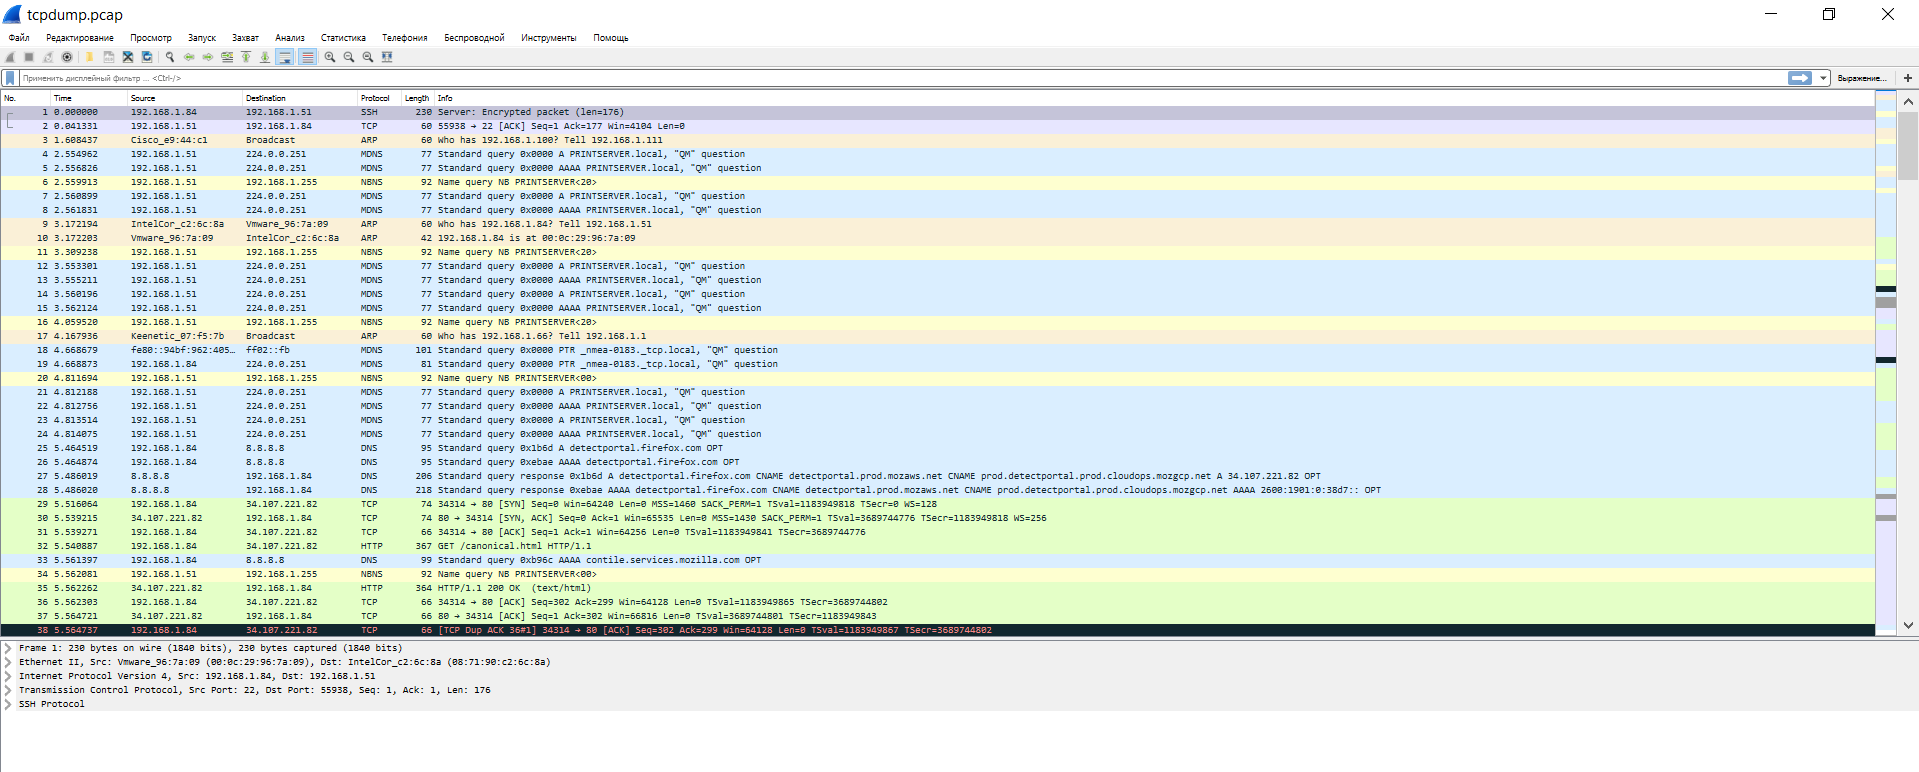 tcpdump.pcap
Файл Редактирование Просмотр Запуск Захват Анализ Статистика Телефония Беспроводной Инструменты Помощь
Применить дисплейный фильтр ... <Ctrl-/> Выражение... +
No. Time Source Destination Protocol Length Info
1 0.000000 192.168.1.84 192.168.1.51 SSH 230 Server: Encrypted packet (len=176)
2 0.041331 192.168.1.51 192.168.1.84 TCP 60 55938 → 22 [ACK] Seq=1 Ack=177 Win=4104 Len=0
3 1.608437 Cisco_e9:44:c1 Broadcast ARP 60 Who has 192.168.1.100? Tell 192.168.1.111
4 2.554962 192.168.1.51 224.0.0.251 MDNS 77 Standard query 0x0000 A PRINTSERVER.local, "QM" question
5 2.556826 192.168.1.51 224.0.0.251 MDNS 77 Standard query 0x0000 AAAA PRINTSERVER.local, "QM" question
6 2.559913 192.168.1.51 192.168.1.255 NBNS 92 Name query NB PRINTSERVER<20>
7 2.560899 192.168.1.51 224.0.0.251 MDNS 77 Standard query 0x0000 A PRINTSERVER.local, "QM" question
8 2.561831 192.168.1.51 224.0.0.251 MDNS 77 Standard query 0x0000 AAAA PRINTSERVER.local, "QM" question
9 3.172194 IntelCor_c2:6c:8a Vmware_96:7a:09 ARP 60 Who has 192.168.1.84? Tell 192.168.1.51
10 3.172203 Vmware_96:7a:09 IntelCor_c2:6c:8a ARP 42 192.168.1.84 is at 00:0c:29:96:7a:09
11 3.309238 192.168.1.51 192.168.1.255 NBNS 92 Name query NB PRINTSERVER<20>
12 3.553301 192.168.1.51 224.0.0.251 MDNS 77 Standard query 0x0000 A PRINTSERVER.local, "QM" question
13 3.555211 192.168.1.51 224.0.0.251 MDNS 77 Standard query 0x0000 AAAA PRINTSERVER.local, "QM" question
14 3.560196 192.168.1.51 224.0.0.251 MDNS 77 Standard query 0x0000 A PRINTSERVER.local, "QM" question
15 3.562124 192.168.1.51 224.0.0.251 MDNS 77 Standard query 0x0000 AAAA PRINTSERVER.local, "QM" question
16 4.059520 192.168.1.51 192.168.1.255 NBNS 92 Name query NB PRINTSERVER<20>
17 4.167936 Keenetic_07:f5:7b Broadcast ARP 60 Who has 192.168.1.66? Tell 192.168.1.1
18 4.668679 fe80::94bf:962:405… ff02::fb MDNS 101 Standard query 0x0000 PTR _nmea-0183._tcp.local, "QM" question
19 4.668873 192.168.1.84 224.0.0.251 MDNS 81 Standard query 0x0000 PTR _nmea-0183._tcp.local, "QM" question
20 4.811694 192.168.1.51 192.168.1.255 NBNS 92 Name query NB PRINTSERVER<00>
21 4.812188 192.168.1.51 224.0.0.251 MDNS 77 Standard query 0x0000 A PRINTSERVER.local, "QM" question
22 4.812756 192.168.1.51 224.0.0.251 MDNS 77 Standard query 0x0000 AAAA PRINTSERVER.local, "QM" question
23 4.813514 192.168.1.51 224.0.0.251 MDNS 77 Standard query 0x0000 A PRINTSERVER.local, "QM" question
24 4.814075 192.168.1.51 224.0.0.251 MDNS 77 Standard query 0x0000 AAAA PRINTSERVER.local, "QM" question
25 5.464519 192.168.1.84 8.8.8.8 DNS 95 Standard query 0x1b6d A detectportal.firefox.com OPT
26 5.464874 192.168.1.84 8.8.8.8 DNS 95 Standard query 0xebae AAAA detectportal.firefox.com OPT
27 5.486019 8.8.8.8 192.168.1.84 DNS 206 Standard query response 0x1b6d A detectportal.firefox.com CNAME detectportal.prod.mozaws.net CNAME prod.detectportal.prod.cloudops.mozgcp.net A 34.107.221.82 OPT
28 5.486020 8.8.8.8 192.168.1.84 DNS 218 Standard query response 0xebae AAAA detectportal.firefox.com CNAME detectportal.prod.mozaws.net CNAME prod.detectportal.prod.cloudops.mozgcp.net AAAA 2600:1901:0:38d7:: OPT
29 5.516064 192.168.1.84 34.107.221.82 TCP 74 34314 → 80 [SYN] Seq=0 Win=64240 Len=0 MSS=1460 SACK_PERM=1 TSval=1183949818 TSecr=0 WS=128
30 5.539215 34.107.221.82 192.168.1.84 TCP 74 80 → 34314 [SYN, ACK] Seq=0 Ack=1 Win=65535 Len=0 MSS=1430 SACK_PERM=1 TSval=3689744776 TSecr=1183949818 WS=256
31 5.539271 192.168.1.84 34.107.221.82 TCP 66 34314 → 80 [ACK] Seq=1 Ack=1 Win=64256 Len=0 TSval=1183949841 TSecr=3689744776
32 5.540887 192.168.1.84 34.107.221.82 HTTP 367 GET /canonical.html HTTP/1.1
33 5.561397 192.168.1.84 8.8.8.8 DNS 99 Standard query 0xb96c AAAA contile.services.mozilla.com OPT
34 5.562081 192.168.1.51 192.168.1.255 NBNS 92 Name query NB PRINTSERVER<00>
35 5.562262 34.107.221.82 192.168.1.84 HTTP 364 HTTP/1.1 200 OK (text/html)
36 5.562303 192.168.1.84 34.107.221.82 TCP 66 34314 → 80 [ACK] Seq=302 Ack=299 Win=64128 Len=0 TSval=1183949865 TSecr=3689744802
37 5.564721 34.107.221.82 192.168.1.84 TCP 66 80 → 34314 [ACK] Seq=1 Ack=302 Win=66816 Len=0 TSval=3689744801 TSecr=1183949843
38 5.564737 192.168.1.84 34.107.221.82 TCP 66 [TCP Dup ACK 36#1] 34314 → 80 [ACK] Seq=302 Ack=299 Win=64128 Len=0 TSval=1183949867 TSecr=3689744802
Frame 1: 230 bytes on wire (1840 bits), 230 bytes captured (1840 bits)
Ethernet II, Src: Vmware_96:7a:09 (00:0c:29:96:7a:09), Dst: IntelCor_c2:6c:8a (08:71:90:c2:6c:8a)
Internet Protocol Version 4, Src: 192.168.1.84, Dst: 192.168.1.51
Transmission Control Protocol, Src Port: 22, Dst Port: 55938, Seq: 1, Ack: 1, Len: 176
SSH Protocol